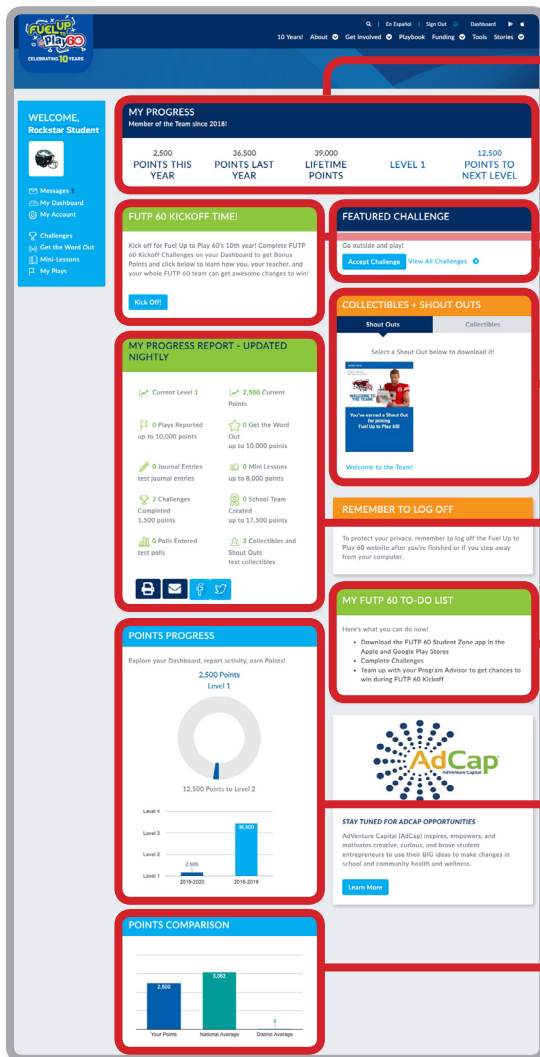 FUEL UP
TO
Play 60
CELEBRATING 10 YEARS
En Español | Sign Out Dashboard
10 Years! About Get Involved Playbook Funding Tools Stories
WELCOME,
Rockstar Student
Messages 1
My Dashboard
My Account
Challenges
Get the Word Out
Mini-Lessons
My Plays
MY PROGRESS
Member of the Team since 2018!
2,500
POINTS THIS
YEAR
36,500
POINTS LAST
YEAR
39,000
LIFETIME
POINTS
LEVEL 1
12,500
POINTS TO
NEXT LEVEL
FUTP 60 KICKOFF TIME!
Kick off for Fuel Up to Play 60's 10th year! Complete FUTP
60 Kickoff Challenges on your Dashboard to get Bonus
Points and click below to learn how you, your teacher, and
your whole FUTP 60 team can get awesome changes to win!
Kick Off!
FEATURED CHALLENGE
Go outside and play!
Accept Challenge View All Challenges
COLLECTIBLES + SHOUT OUTS
Shout Outs Collectibles
Select a Shout Out below to download it!
WELCOME TO
THE TEAM!
You've earned a Shout Out
for joining
Fuel Up to Play 60!
Welcome to the Team!
MY PROGRESS REPORT - UPDATED
NIGHTLY
Current Level 1
2,500 Current
Points
0 Plays Reported
up to 10,000 points
0 Get the Word
Out
up to 10,000 points
0 Journal Entries
test journal entries
0 Mini Lessons
up to 8,000 points
2 Challenges
Completed
1,500 points
0 School Team
Created
up to 17,500 points
0 Polls Entered
test polls
3 Collectibles and
Shout Outs
text collectibles
REMEMBER TO LOG OFF
To protect your privacy, remember to log off the Fuel Up to
Play 60 website after you're finished or if you step away
from your computer.
MY FUTP 60 TO-DO LIST
Here's what you can do now!
• Download the FUTP 60 Student Zone app in the
Apple and Google Play Stores
• Complete Challenges
• Team up with your Program Advisor to get chances to
win during FUTP 60 Kickoff
POINTS PROGRESS
Explore your Dashboard, report activity, earn Points!
2,500 Points
Level 1
12,500 Points to Level 2
Level 4
Level 3
Level 2
Level 1
2,500
36,500
2019-2020 2018-2019
AdCap
AdVenture Capital
STAY TUNED FOR ADCAP OPPORTUNITIES
AdVenture Capital (AdCap) inspires, empowers, and
motivates creative, curious, and brave student
entrepreneurs to use their BIG ideas to make changes in
school and community health and wellness.
Learn More
POINTS COMPARISON
2,500
3,062
0
Your Points National Average District Average